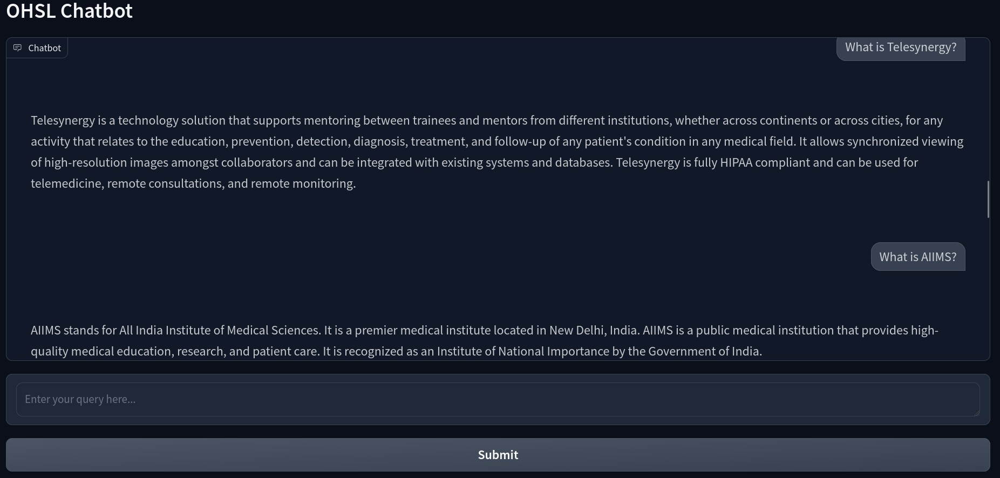 OHSL Chatbot
Chatbot
What is Telesynergy?
Telesynergy is a technology solution that supports mentoring between trainees and mentors from different institutions, whether across continents or across cities, for any
activity that relates to the education, prevention, detection, diagnosis, treatment, and follow-up of any patient's condition in any medical field. It allows synchronized viewing
of high-resolution images amongst collaborators and can be integrated with existing systems and databases. Telesynergy is fully HIPAA compliant and can be used for
telemedicine, remote consultations, and remote monitoring.
What is AIIMS?
AIIMS stands for All India Institute of Medical Sciences. It is a premier medical institute located in New Delhi, India. AIIMS is a public medical institution that provides high-
quality medical education, research, and patient care. It is recognized as an Institute of National Importance by the Government of India.
Enter your query here...
Submit